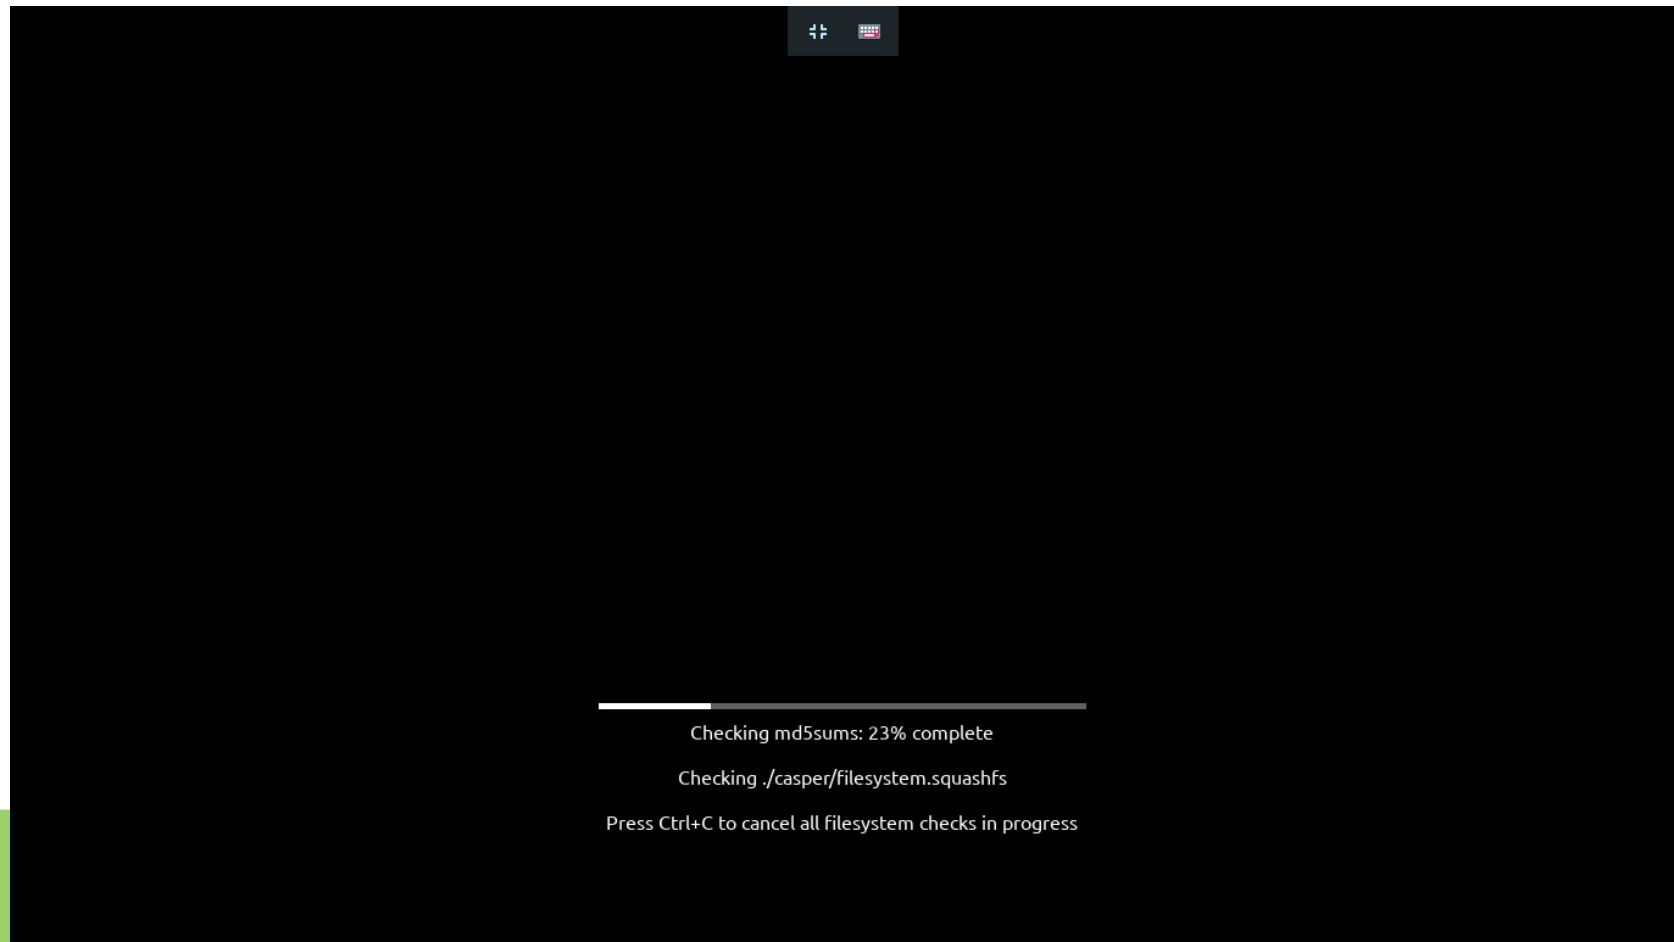 Checking md5sums: 23% complete
Checking ./casper/filesystem.squashfs
Press Ctrl+C to cancel all filesystem checks in progress